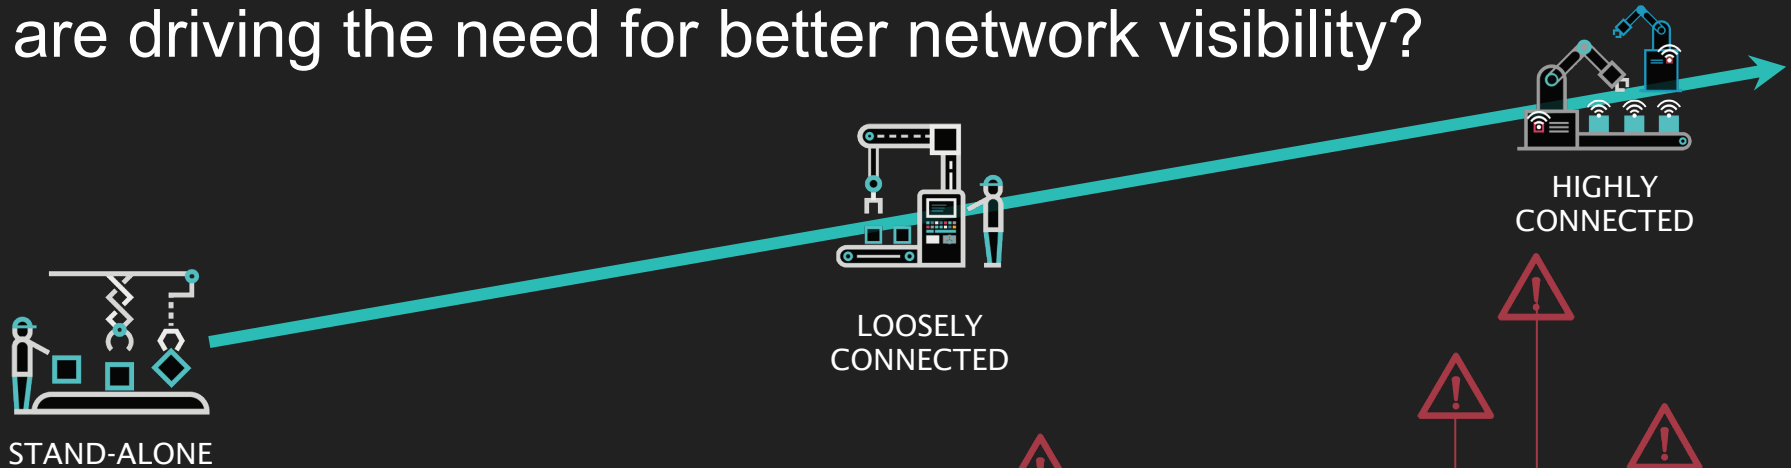 are driving the need for better network visibility?
HIGHLY
CONNECTED
LOOSELY
CONNECTED
STAND-ALONE